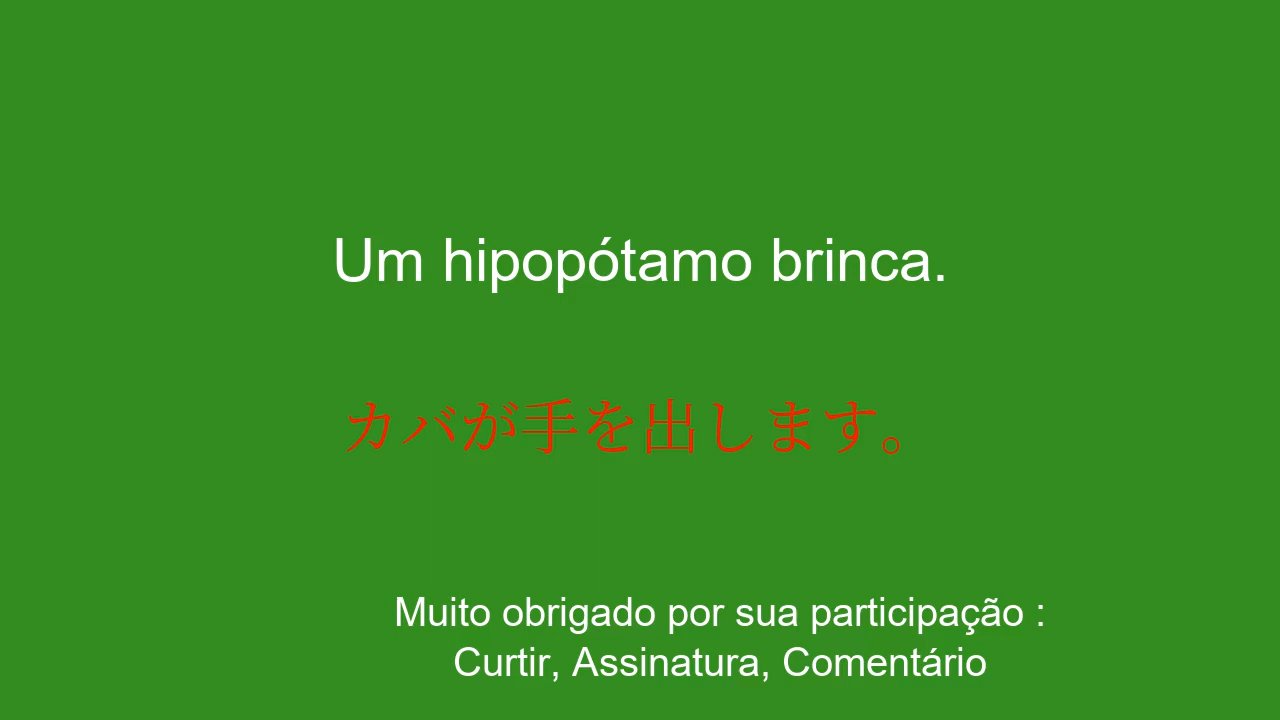 Um hipopótamo brinca.
カバが手を出します。
Muito obrigado por sua participação :
Curtir, Assinatura, Comentário